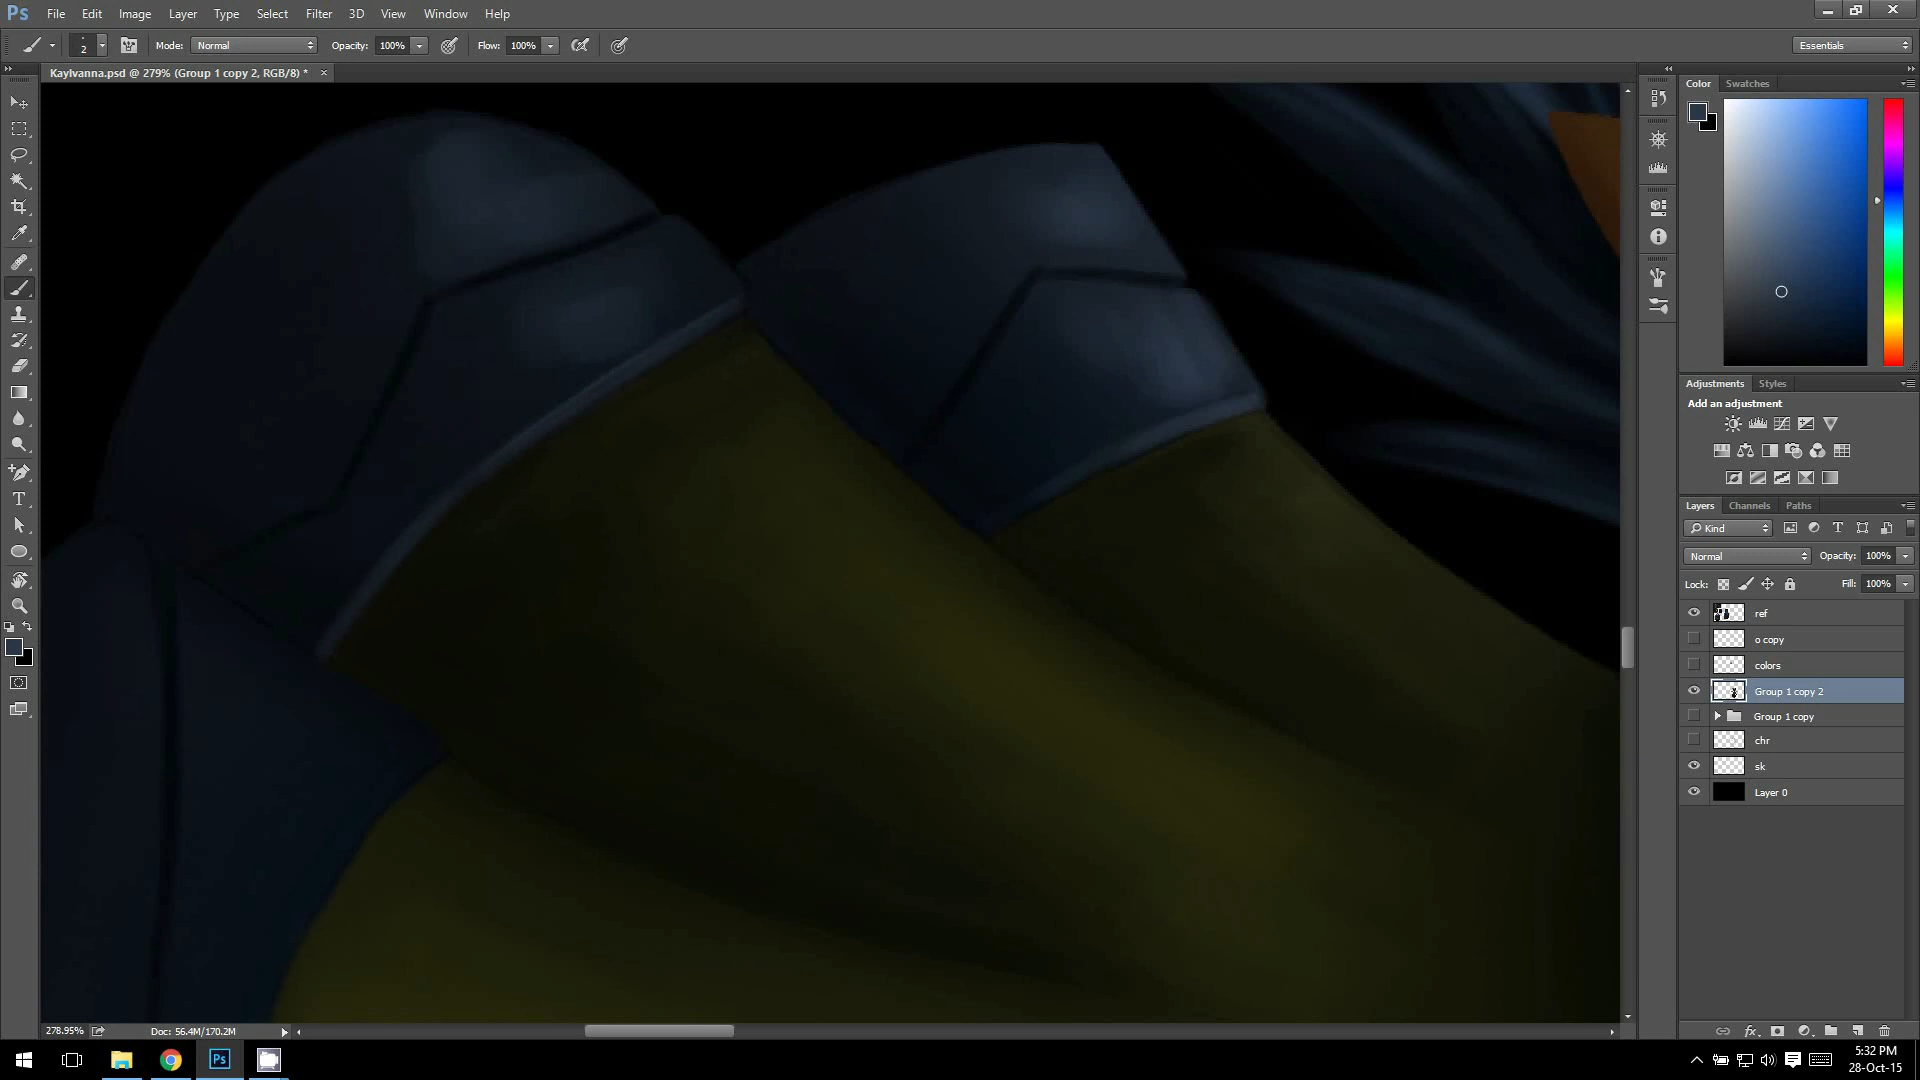 Ps File Edit Image Layer Type Select Filter 3D View Window Help
2 Mode: Normal Opacity: 100% Flow: 100% Essentials
KayIvanna.psd @ 279% (Group 1 copy 2, RGB/8) * ×
Color Swatches
Adjustments Styles
Add an adjustment
Layers Channels Paths
Kind
Normal Opacity: 100%
Lock: Fill: 100%
ref
o copy
colors
Group 1 copy 2
Group 1 copy
chr
sk
Layer 0
278.95% Doc: 56.4M/170.2M
fx
Ps
5:32 PM
28-Oct-15